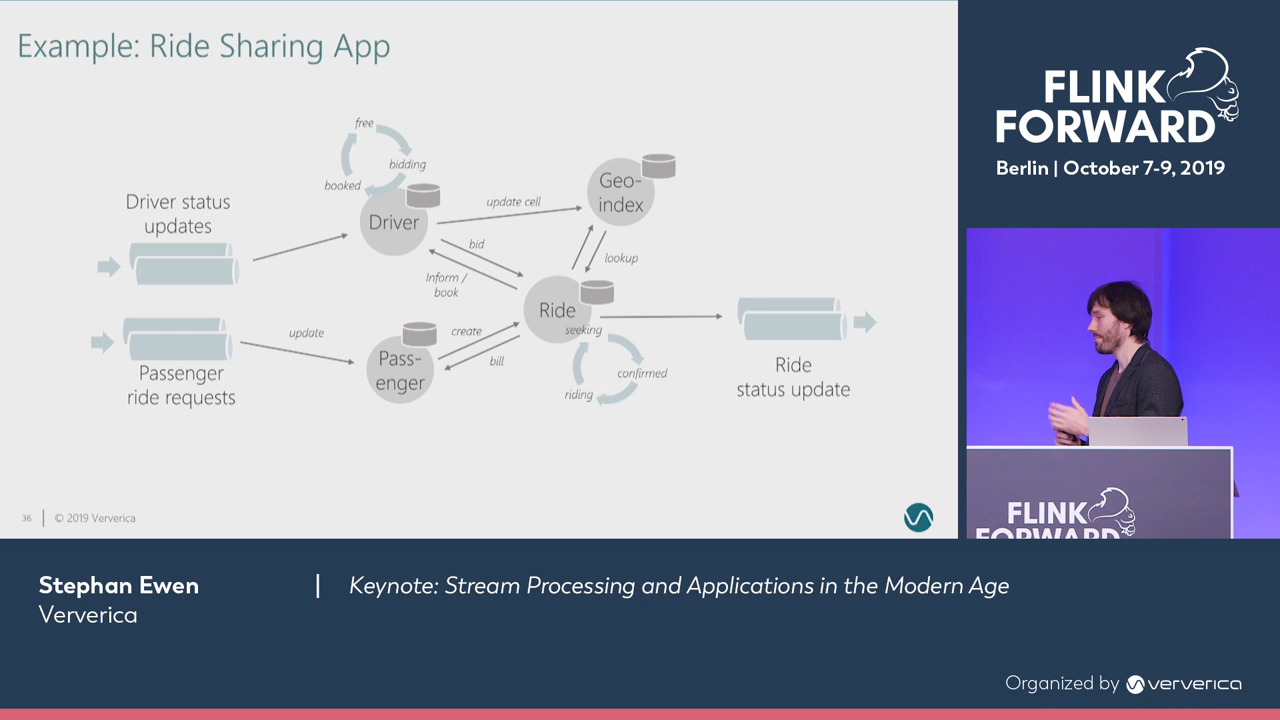 Example: Ride Sharing App
free
bidding
booked
Driver status
updates
Driver
update cell
Geo-
index
bid
Inform /
book
lookup
Ride
seeking
confirmed
riding
update
create
bill
Pass-
enger
Passenger
ride requests
Ride
status update
36
© 2019 Ververica
FLINK
FORWARD
Berlin | October 7-9, 2019
FLINK
FORWARD
Stephan Ewen | Keynote: Stream Processing and Applications in the Modern Age
Ververica
Organized by ververica